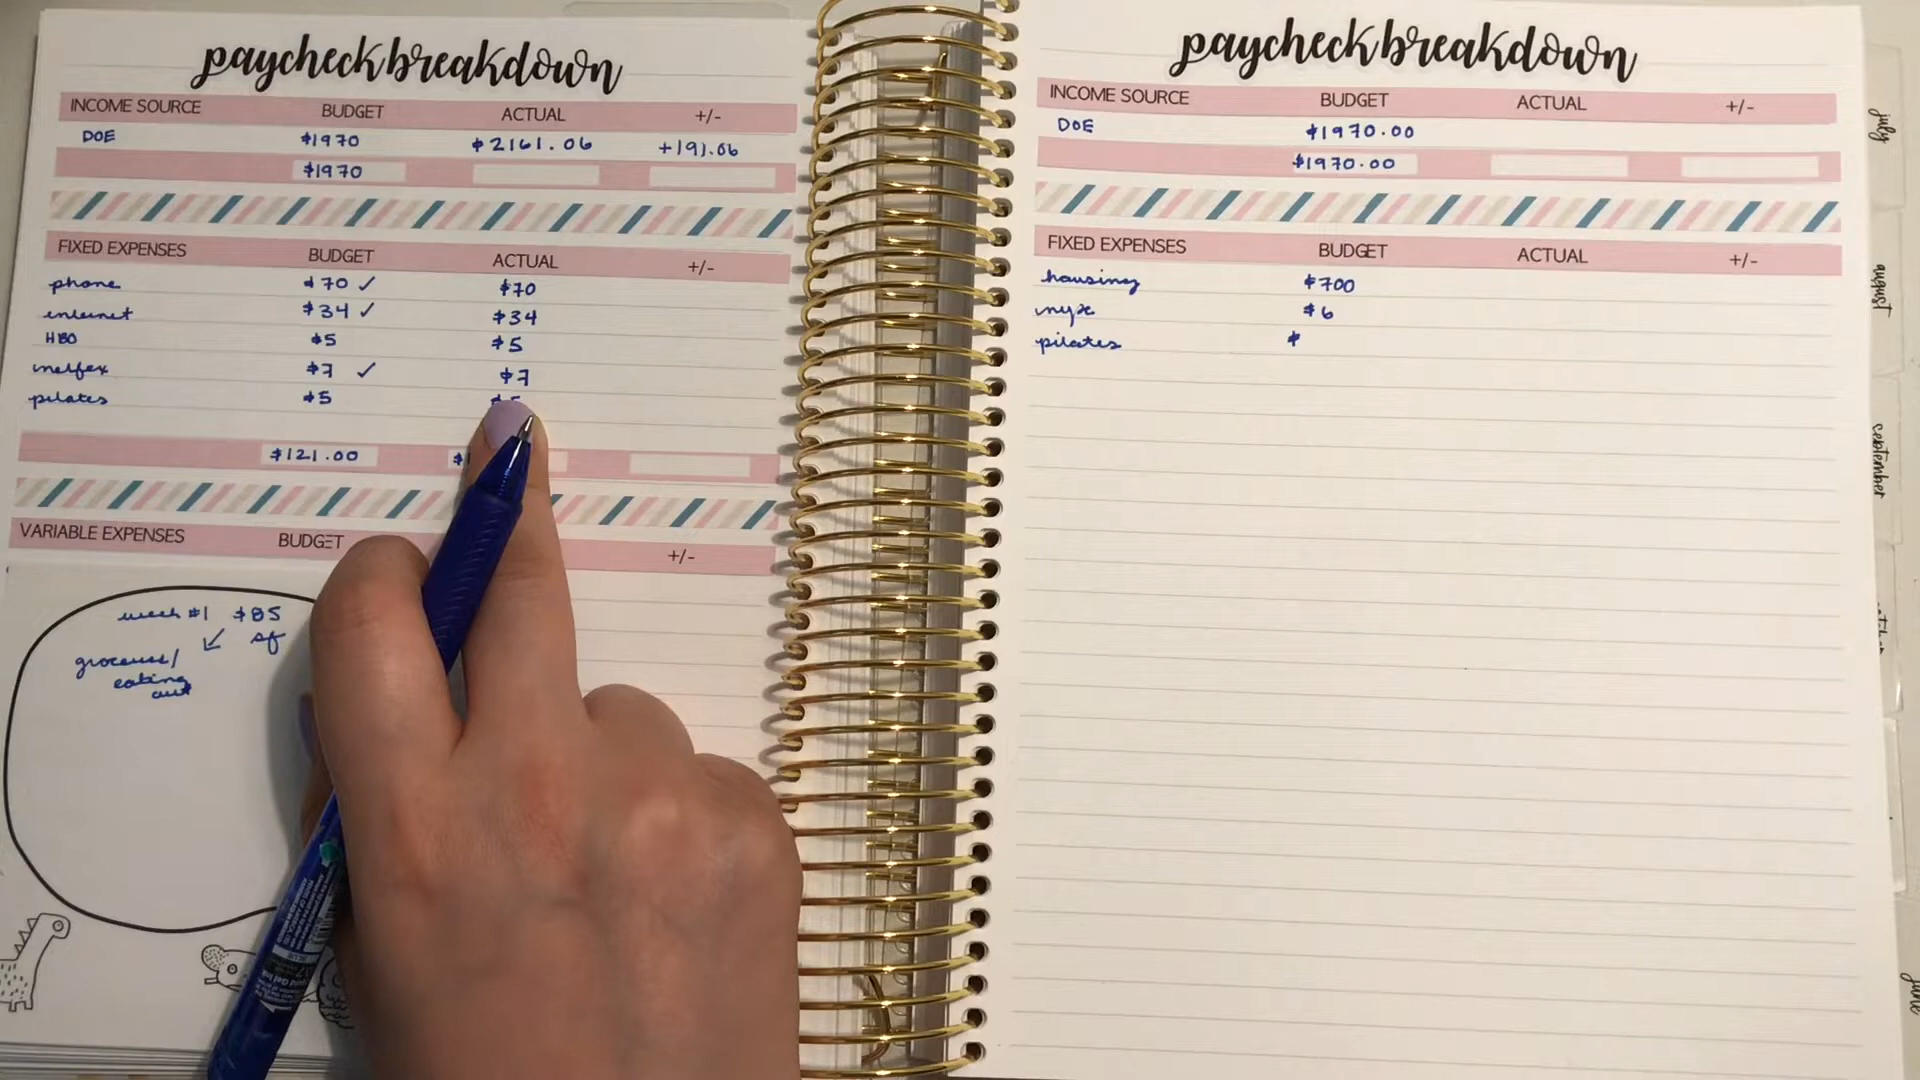 paycheck breakdown
INCOME SOURCE BUDGET ACTUAL +/-
DOE $1970 $2161.06 +191.06
$1970
FIXED EXPENSES BUDGET ACTUAL +/-
phone $70 ✓ $70
internet $34 ✓ $34
HBO $5 $5
$7 ✓ $7
pilates $5 $5
$121.00 $1
VARIABLE EXPENSES BUDGET +/-
week #1 $85
groceries/ sf
eating
out
paycheck breakdown
INCOME SOURCE BUDGET ACTUAL +/-
DOE $1970.00
$1970.00
FIXED EXPENSES BUDGET ACTUAL +/-
housing $700
$6
pilates $
july
august
september
june